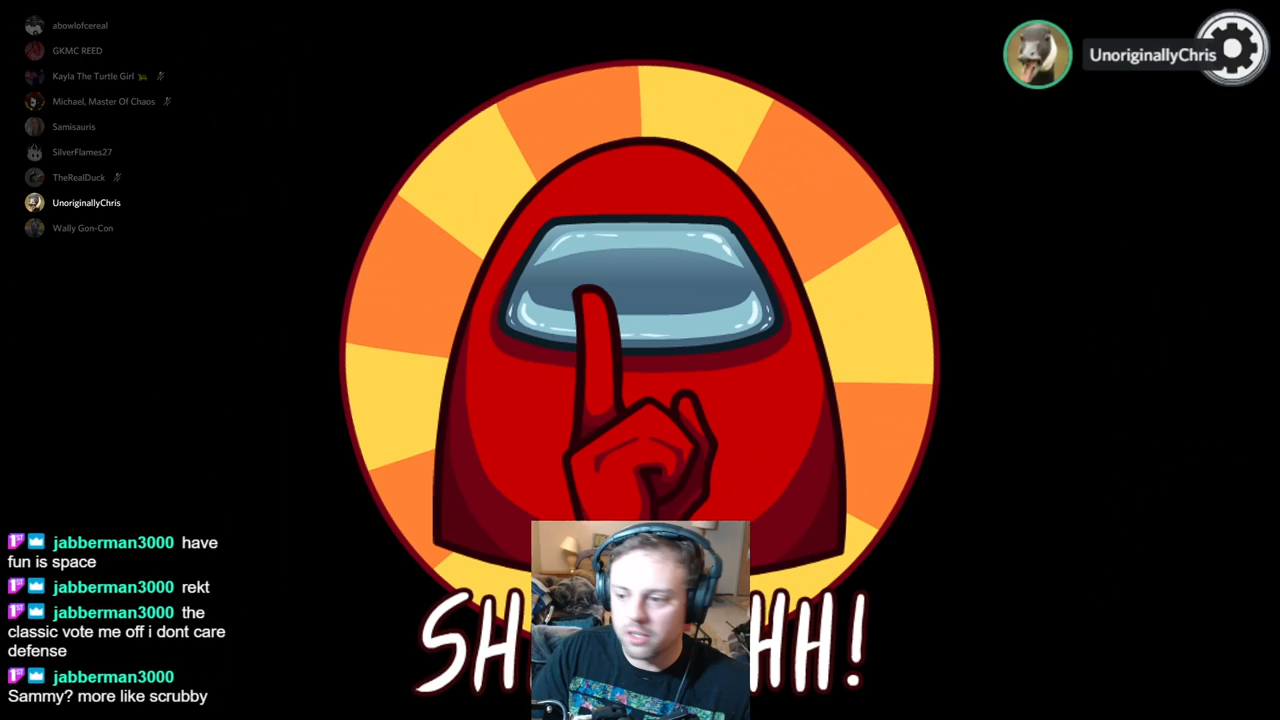 abowlofcereal
GKMC REED
Kayla The Turtle Girl
Michael, Master Of Chaos
Samisauris
SilverFlames27
TheRealDuck
UnoriginallyChris
Wally Gon-Con
UnoriginallyChris
jabberman3000 have
fun is space
jabberman3000 rekt
jabberman3000 the
classic vote me off i dont care
defense
jabberman3000
Sammy? more like scrubby
SH HH!